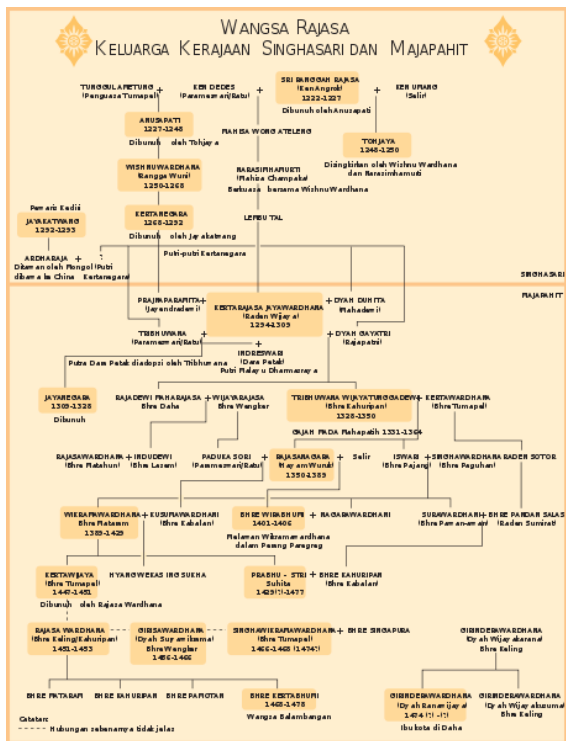 WANGSA RAJASA
KELUARGA KERAJAAN SINGHASARI DAN MAJAPAHIT
TUNGGUL AMETUNG + KEN DEDES + SRI RANGGAH RAJASA + KEN UMANG
(Penguasa Tumapel) (Parameswari/Ratu) (Ken Angrok) (Selir)
1222-1227
Dibunuh oleh Anusapati
ANUSAPATI
1227-1248
Dibunuh oleh Tohjaya
MAHISA WONG ATELENG
TOHJAYA
1248-1250
Disingkirkan oleh Wishnu Wardhana
dan Narasimhamurti
WISHNUWARDHANA
(Rangga Wuni)
1250-1268
NARASIMHAMURTI
(Mahisa Champaka)
Berkuasa bersama Wishnu Wardhana
KERTANEGARA
1268-1292
Dibunuh oleh Jayakatwang
LEMBU TAL
Pewaris Kediri
JAYAKATWANG
1292-1293
ARDHARAJA + ?
Ditawan oleh Mongol (Putri
dibawa ke China Kertanegara)
Putri-putri Kertanegara
SINGHASARI
MAJAPAHIT
PRAJNAPARAMITA + KERTARAJASA JAYAWARDHANA + DYAH DUHITA
(Jayendradewi) (Raden Wijaya) (Mahadewi)
1294-1309
TRIBHUWANA + + DYAH GAYATRI
(Parameswari/Ratu) (Rajapatni)
+
INDRESWARI
(Dara Petak)
Putri Malayu Dharmasraya
Putra Dara Petak diadopsi oleh Tribhuwana
JAYANEGARA
1309-1328
Dibunuh
RAJADEWI MAHARAJASA + WIJAYARAJASA
Bhre Daha Bhre Wengker
TRIBHUWANA WIJAYATUNGGADEWI + KERTAWARDHANA
(Bhre Kahuripan) (Bhre Tumapel)
1328-1350
GAJAH MADA Mahapatih 1331-1364
RAJASAWARDHANA + INDUDEWI PADUKA SORI + RAJASANAGARA + Selir ISWARI + SINGHAWARDHANA RADEN SOTOR
(Bhre Matahun) (Bhre Lasem) (Parameswari/Ratu) (Hayam Wuruk) (Bhre Pajang) (Bhre Paguhan)
1350-1389
WIKRAMAWARDHANA + KUSUMAWARDHANI BHRE WIRABHUMI + NAGARAWARDHANI SURAWARDHANI + BHRE PANDAN SALAS
Bhre Mataram (Bhre Kabalan) 1401-1406 (Bhre Pawan-awan) (Raden Sumirat)
1389-1429
Melawan Wikramawardhana
dalam Perang Paregreg
KERTAWIJAYA HYANG WEKAS ING SUKHA PRABHU - STRI + BHRE KAHURIPAN
(Bhre Tumapel) Suhita (Bhre Kabalan)
1447-1451 1429(?)-1477
Dibunuh oleh Rajasa Wardhana
RAJASA WARDHANA GIRISAWARDHANA SINGHAWIKRAMAWARDHANA + BHRE SINGAPURA
(Bhre Keling/Kahuripan) (Dyah Suryawikrama) (Bhre Tumapel)
1451-1453 Bhre Wengker 1466-1468 (1474?)
1456-1466
GIRINDRAWARDHANA
(Dyah Wijayakarana)
Bhre Keling
BHRE MATARAM BHRE KAHURIPAN BHRE PAMOTAN BHRE KERTABHUMI
1468-1478
Wangsa Balambangan
GIRINDRAWARDHANA GIRINDRAWARDHANA
(Dyah Ranawijaya) (Dyah Wijayakusuma)
1474 (?) - (?) Bhre Keling
Ibu kota di Daha
Catatan:
Hubungan sebenarnya tidak jelas